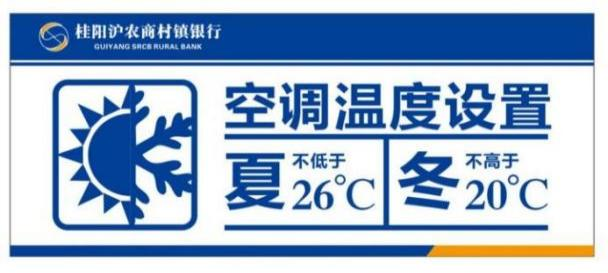 桂阳沪农商村镇银行
GUIYANG SRCB RURAL BANK
空调温度设置
夏 不低于 26℃
冬 不高于 20℃